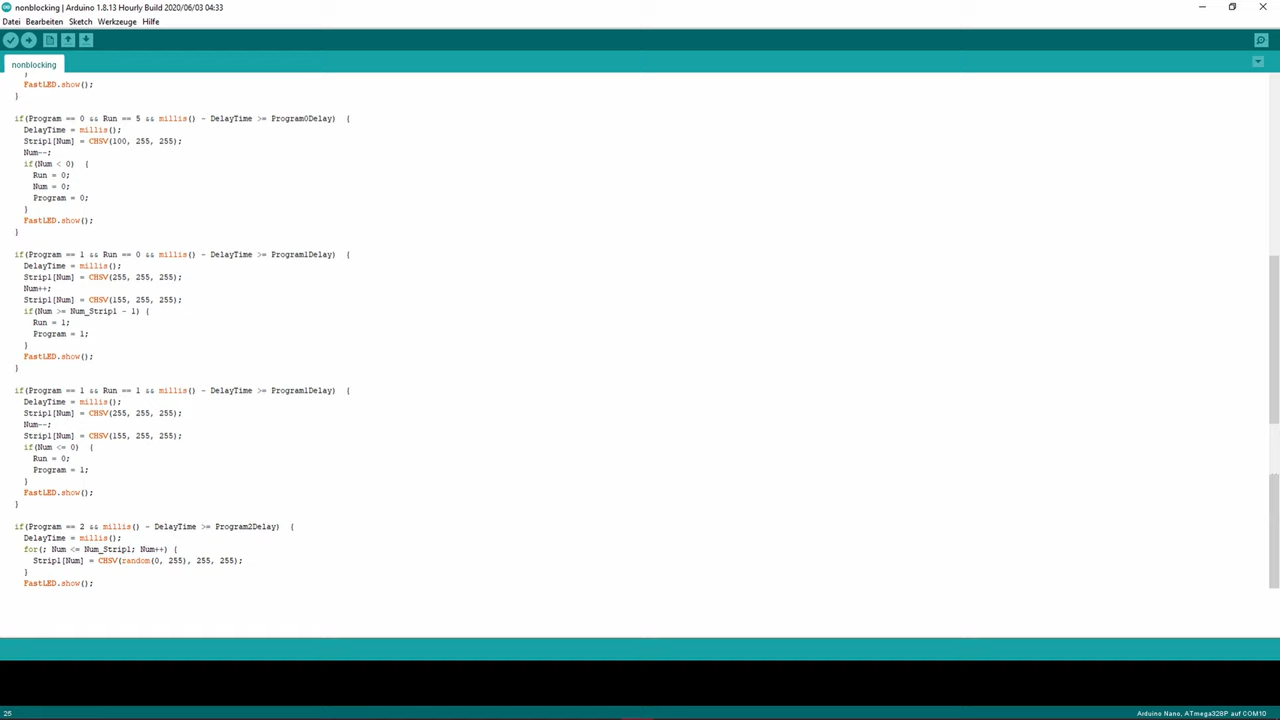 nonblocking | Arduino 1.8.13 Hourly Build 2020/06/03 04:33
Datei Bearbeiten Sketch Werkzeuge Hilfe
nonblocking
}
FastLED.show();
}
if(Program == 0 && Run == 5 && millis() - DelayTime >= Program0Delay) {
DelayTime = millis();
Strip1[Num] = CHSV(100, 255, 255);
Num--;
if(Num < 0) {
Run = 0;
Num = 0;
Program = 0;
}
FastLED.show();
}
if(Program == 1 && Run == 0 && millis() - DelayTime >= Program1Delay) {
DelayTime = millis();
Strip1[Num] = CHSV(255, 255, 255);
Num++;
Strip1[Num] = CHSV(155, 255, 255);
if(Num >= Num_Strip1 - 1) {
Run = 1;
Program = 1;
}
FastLED.show();
}
if(Program == 1 && Run == 1 && millis() - DelayTime >= Program1Delay) {
DelayTime = millis();
Strip1[Num] = CHSV(255, 255, 255);
Num--;
Strip1[Num] = CHSV(155, 255, 255);
if(Num <= 0) {
Run = 0;
Program = 1;
}
FastLED.show();
}
if(Program == 2 && millis() - DelayTime >= Program2Delay) {
DelayTime = millis();
for(; Num <= Num_Strip1; Num++) {
Strip1[Num] = CHSV(random(0, 255), 255, 255);
}
FastLED.show();
25
Arduino Nano, ATmega328P auf COM10